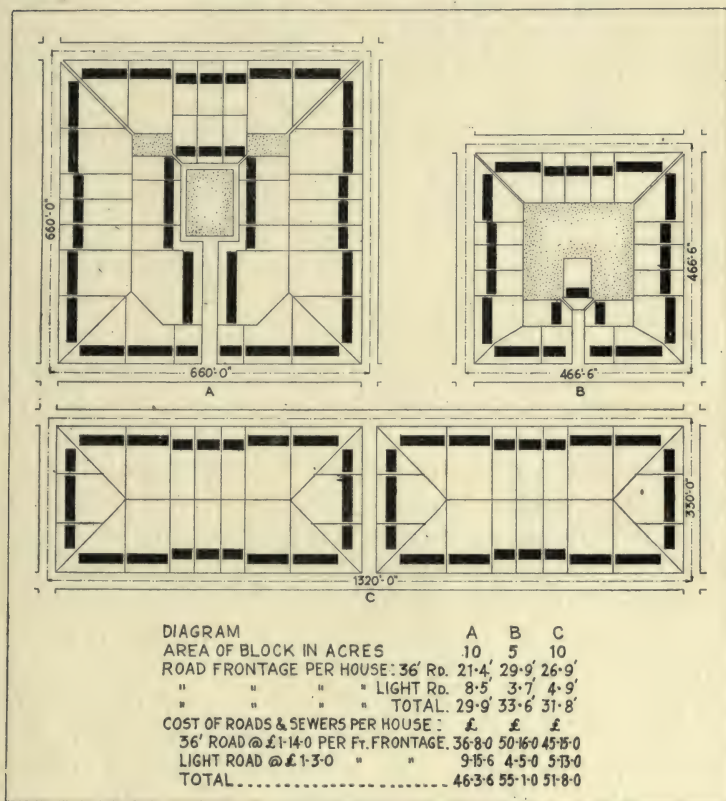 660'-0"
660'-0"
A
466'-6"
466'-6"
B
330'-0"
1320'-0"
C
DIAGRAM A B C
AREA OF BLOCK IN ACRES 10 5 10
ROAD FRONTAGE PER HOUSE: 36' RD. 21·4' 29·9' 26·9'
" " " " LIGHT RD. 8·5' 3·7' 4·9'
" " " " TOTAL. 29·9' 33·6' 31·8'
COST OF ROADS & SEWERS PER HOUSE: £ £ £
36' ROAD @ £1·14·0 PER FT. FRONTAGE. 36·8·0 50·16·0 45·15·0
LIGHT ROAD @ £1·3·0 " " 9·15·6 4·5·0 5·13·0
TOTAL........................ 46·3·6 55·1·0 51·8·0